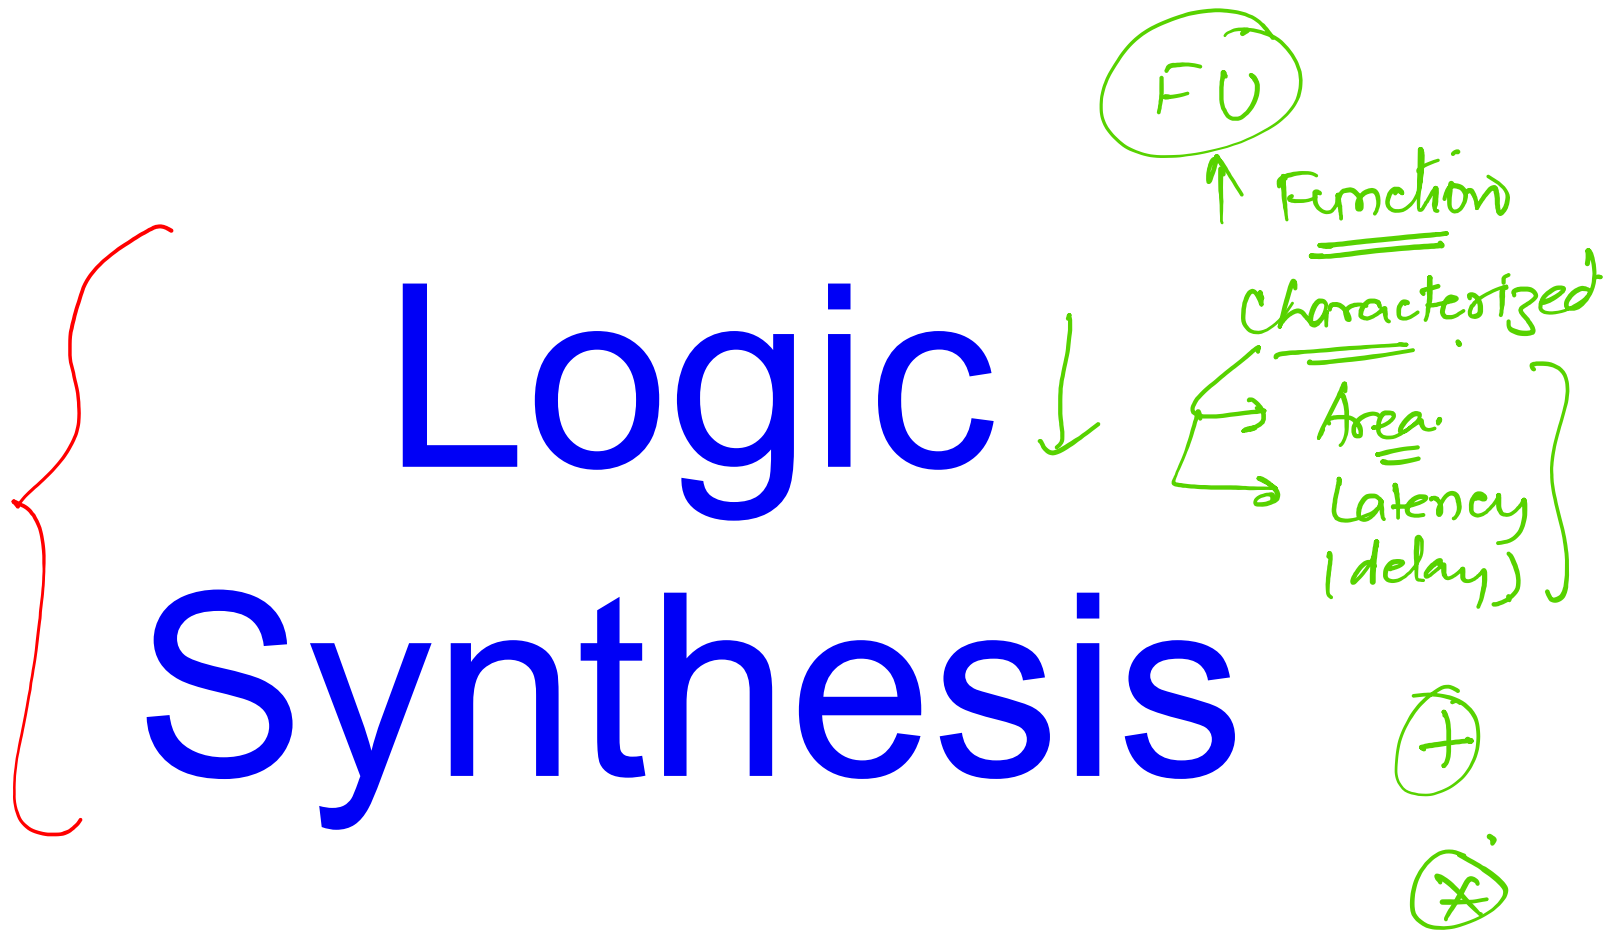 FU
Function
characterized
Logic
Area.
Latency
(delay)
Synthesis
+
*